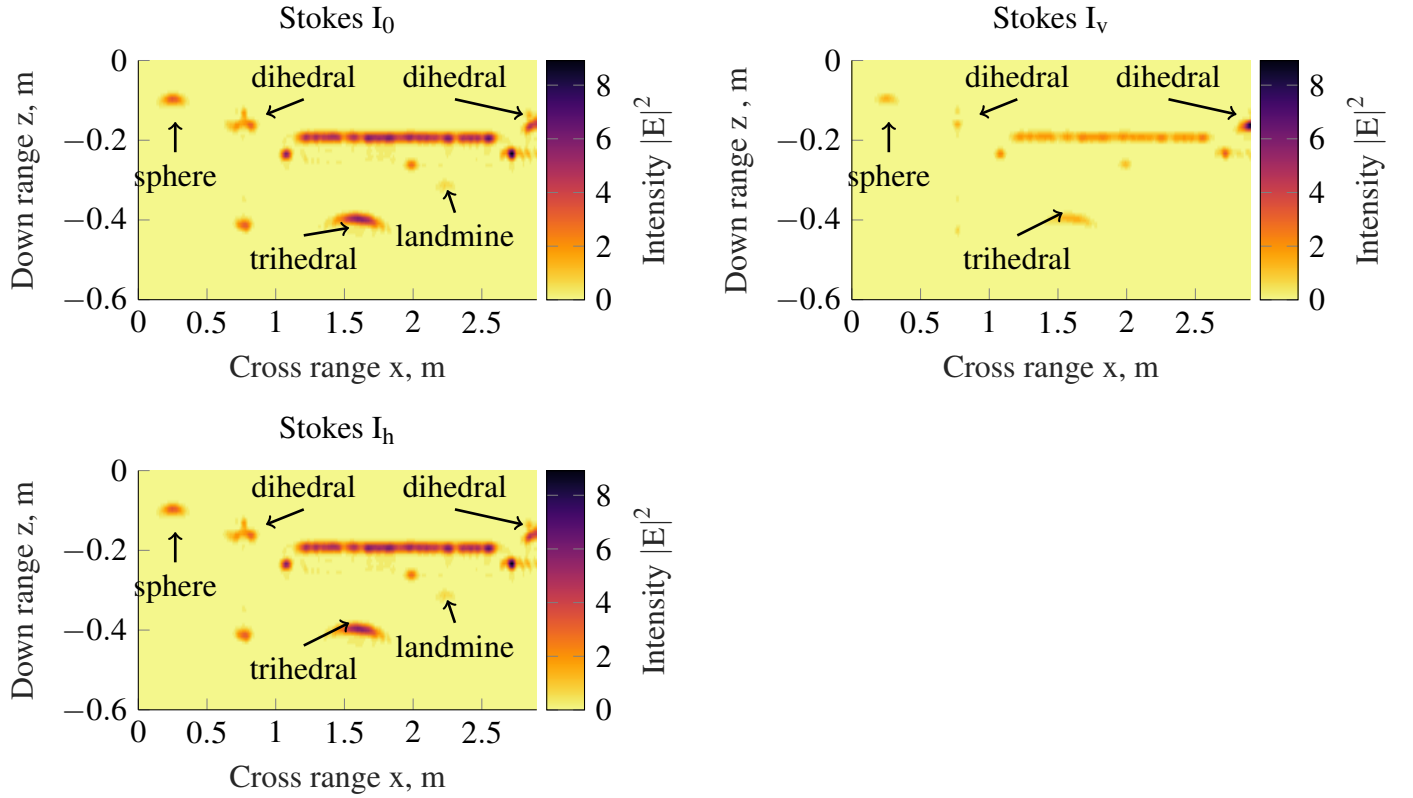 Stokes I0
0
−0.2
−0.4
−0.6
Down range z, m
dihedral
dihedral
sphere
landmine
trihedral
0 0.5 1 1.5 2 2.5
Cross range x, m
8
6
4
2
0
Intensity |E|2
Stokes Iv
0
−0.2
−0.4
−0.6
Down range z , m
dihedral
dihedral
sphere
trihedral
0 0.5 1 1.5 2 2.5
Cross range x, m
8
6
4
2
0
Intensity |E|2
Stokes Ih
0
−0.2
−0.4
−0.6
Down range z, m
dihedral
dihedral
sphere
landmine
trihedral
0 0.5 1 1.5 2 2.5
Cross range x, m
8
6
4
2
0
Intensity |E|2